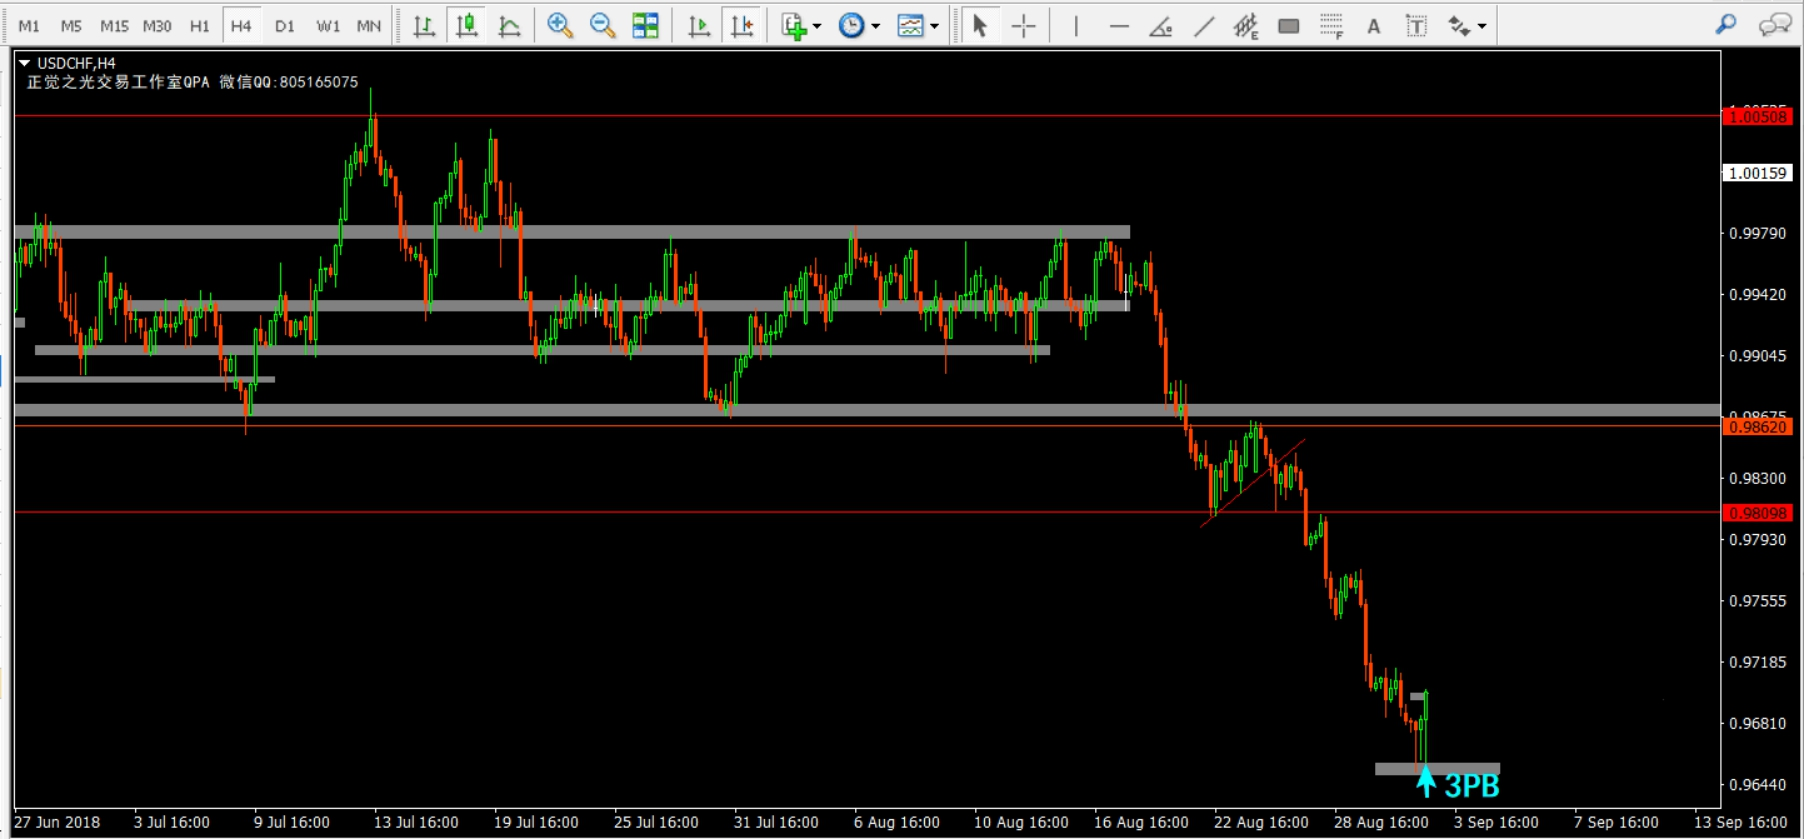 M1 M5 M15 M30 H1 H4 D1 W1 MN E F A T
USDCHF,H4
正觉之光交易工作室QPA 微信QQ:805165075
1.00508
1.00159
0.99790
0.99420
0.99045
0.98675
0.98620
0.98300
0.98098
0.97930
0.97555
0.97185
0.96810
0.96440
3PB
27 Jun 2018 3 Jul 16:00 9 Jul 16:00 13 Jul 16:00 19 Jul 16:00 25 Jul 16:00 31 Jul 16:00 6 Aug 16:00 10 Aug 16:00 16 Aug 16:00 22 Aug 16:00 28 Aug 16:00 3 Sep 16:00 7 Sep 16:00 13 Sep 16:00